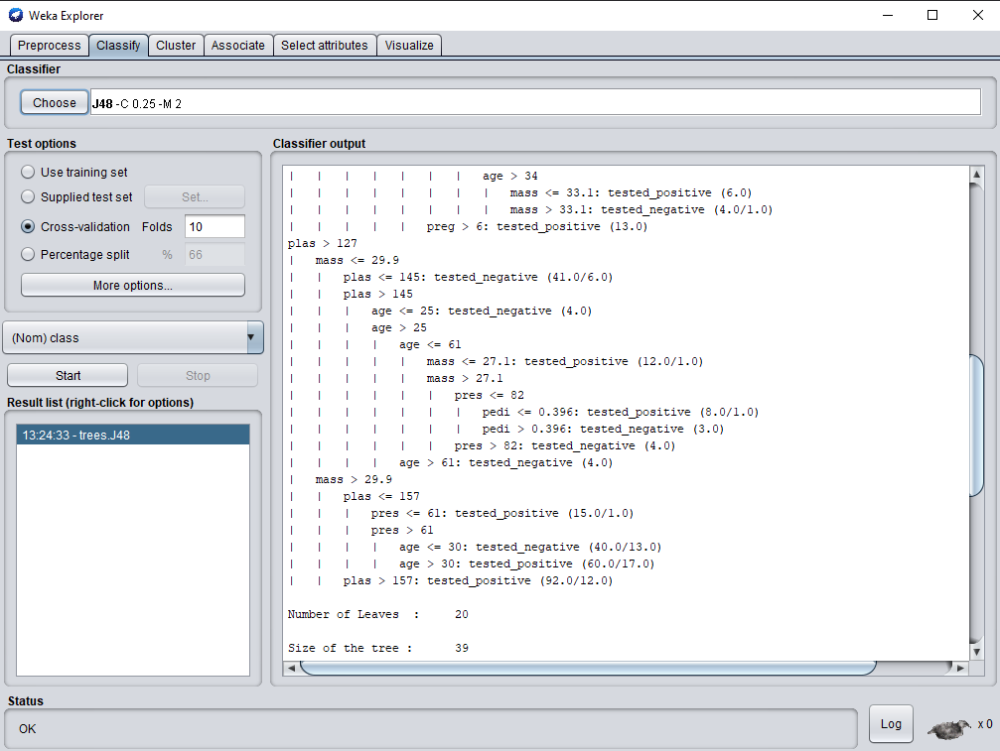 Weka Explorer
Preprocess Classify Cluster Associate Select attributes Visualize
Classifier
Choose J48 -C 0.25 -M 2
Test options
Use training set
Supplied test set Set...
Cross-validation Folds 10
Percentage split % 66
More options...
(Nom) class
Start Stop
Result list (right-click for options)
13:24:33 - trees.J48
Classifier output
| | | | | | | age > 34
| | | | | | | | mass <= 33.1: tested_positive (6.0)
| | | | | | | | mass > 33.1: tested_negative (4.0/1.0)
| | | | | preg > 6: tested_positive (13.0)
plas > 127
| mass <= 29.9
| | plas <= 145: tested_negative (41.0/6.0)
| | plas > 145
| | | age <= 25: tested_negative (4.0)
| | | age > 25
| | | | age <= 61
| | | | | mass <= 27.1: tested_positive (12.0/1.0)
| | | | | mass > 27.1
| | | | | | pres <= 82
| | | | | | | pedi <= 0.396: tested_positive (8.0/1.0)
| | | | | | | pedi > 0.396: tested_negative (3.0)
| | | | | | pres > 82: tested_negative (4.0)
| | | | age > 61: tested_negative (4.0)
| mass > 29.9
| | plas <= 157
| | | pres <= 61: tested_positive (15.0/1.0)
| | | pres > 61
| | | | age <= 30: tested_negative (40.0/13.0)
| | | | age > 30: tested_positive (60.0/17.0)
| | plas > 157: tested_positive (92.0/12.0)
Number of Leaves : 20
Size of the tree : 39
Status
OK
Log
x 0